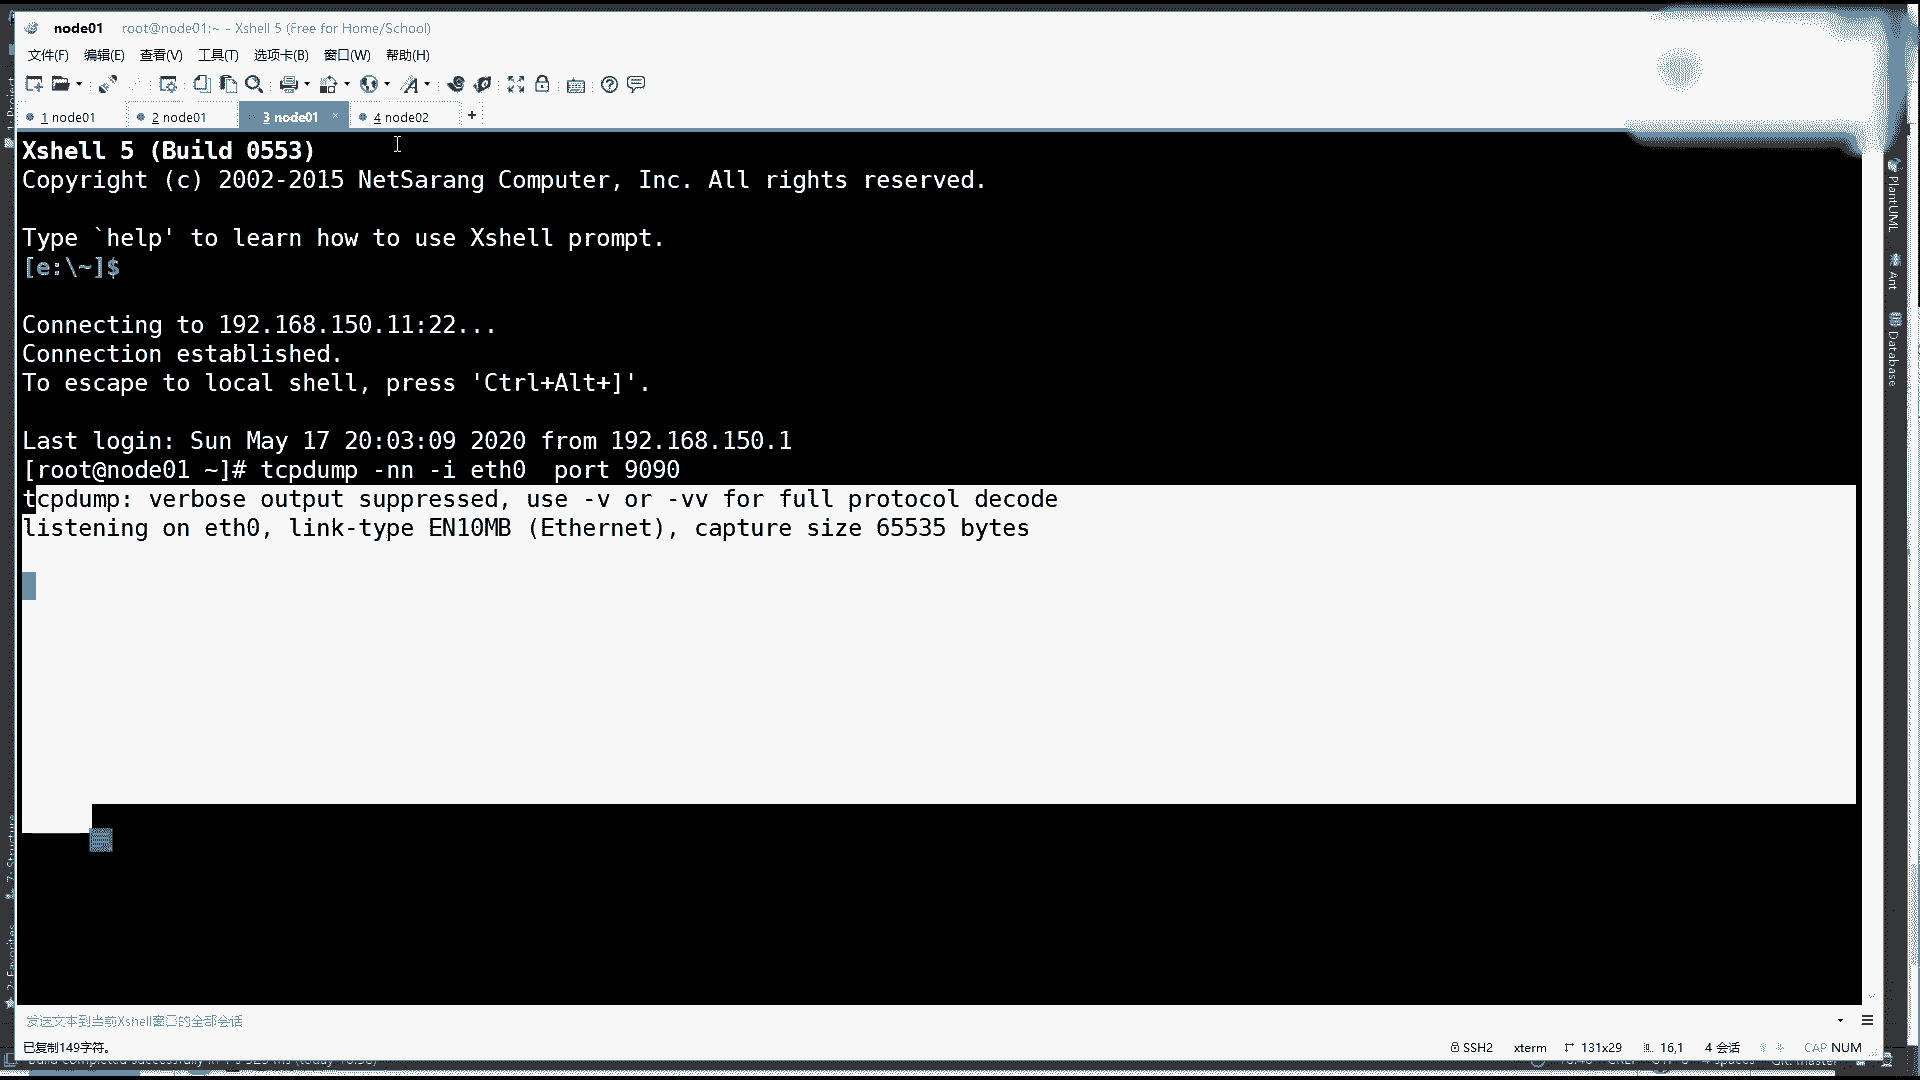 node01 root@node01:~ - Xshell 5 (Free for Home/School)
文件(F) 编辑(E) 查看(V) 工具(T) 选项卡(B) 窗口(W) 帮助(H)
1 node01 2 node01 3 node01 × 4 node02 +
Xshell 5 (Build 0553)
Copyright (c) 2002-2015 NetSarang Computer, Inc. All rights reserved.
Type `help' to learn how to use Xshell prompt.
[e:\~]$
Connecting to 192.168.150.11:22...
Connection established.
To escape to local shell, press 'Ctrl+Alt+]'.
Last login: Sun May 17 20:03:09 2020 from 192.168.150.1
[root@node01 ~]# tcpdump -nn -i eth0  port 9090
tcpdump: verbose output suppressed, use -v or -vv for full protocol decode
listening on eth0, link-type EN10MB (Ethernet), capture size 65535 bytes
发送文本到当前Xshell窗口的全部会话
已复制149字符。 SSH2 xterm 131x29 16,1 4 会话 CAP NUM
PlantUML
Ant
Database
1: Project
7: Structure
2: Favorites